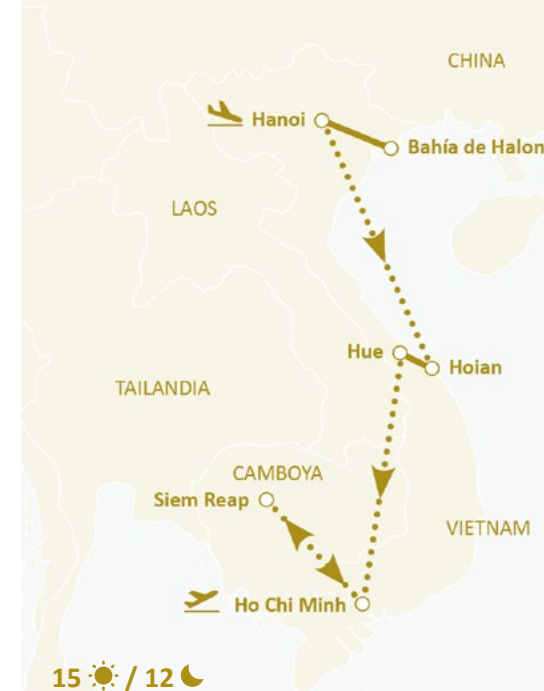 CHINA
Hanoi
Bahía de Halon
LAOS
Hue
Hoian
TAILANDIA
CAMBOYA
Siem Reap
VIETNAM
Ho Chi Minh
15 / 12